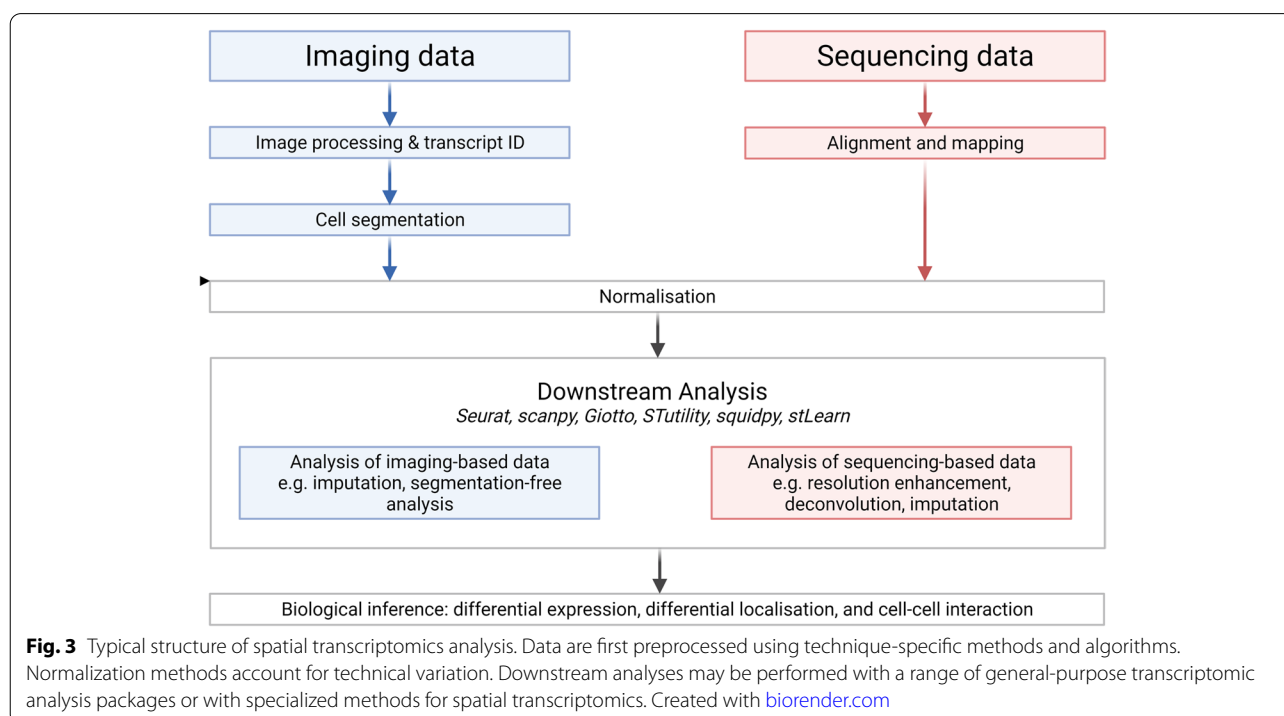 Imaging data
Sequencing data
Image processing & transcript ID
Alignment and mapping
Cell segmentation
Normalisation
Downstream Analysis
Seurat, scanpy, Giotto, STutility, squidpy, stLearn
Analysis of imaging-based data
e.g. imputation, segmentation-free
analysis
Analysis of sequencing-based data
e.g. resolution enhancement,
deconvolution, imputation
Biological inference: differential expression, differential localisation, and cell-cell interaction
Fig. 3 Typical structure of spatial transcriptomics analysis. Data are first preprocessed using technique-specific methods and algorithms.
Normalization methods account for technical variation. Downstream analyses may be performed with a range of general-purpose transcriptomic
analysis packages or with specialized methods for spatial transcriptomics. Created with biorender.com